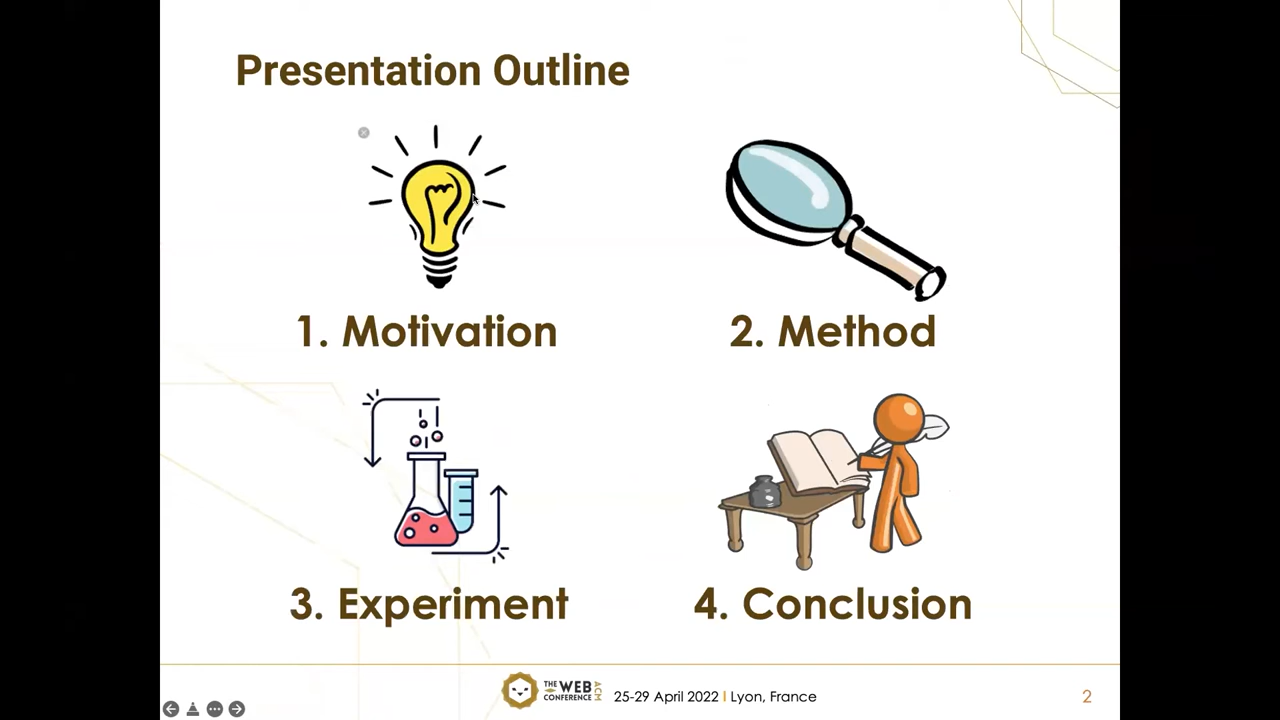 Presentation Outline
1. Motivation
2. Method
3. Experiment
4. Conclusion
THE WEB CONFERENCE ACM
25-29 April 2022 I Lyon, France
2